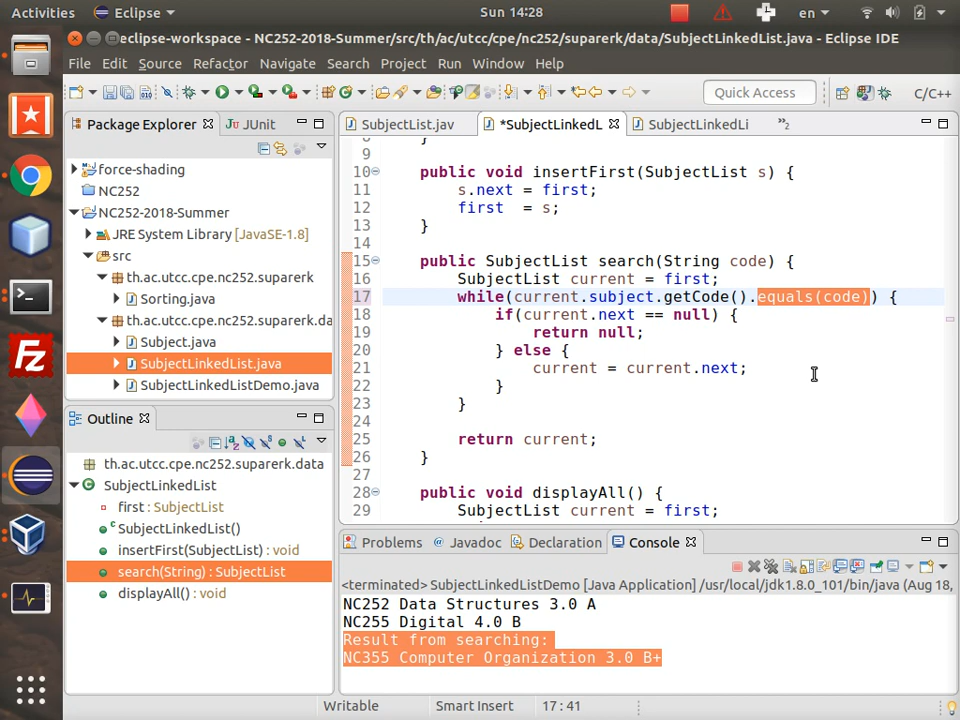 Activities Eclipse Sun 14:28 en
eclipse-workspace - NC252-2018-Summer/src/th/ac/utcc/cpe/nc252/suparerk/data/SubjectLinkedList.java - Eclipse IDE
File Edit Source Refactor Navigate Search Project Run Window Help
Quick Access C/C++
Package Explorer JUnit
force-shading
NC252
NC252-2018-Summer
JRE System Library [JavaSE-1.8]
src
th.ac.utcc.cpe.nc252.suparerk
Sorting.java
th.ac.utcc.cpe.nc252.suparerk.da
Subject.java
SubjectLinkedList.java
SubjectLinkedListDemo.java
Outline
th.ac.utcc.cpe.nc252.suparerk.data
SubjectLinkedList
first : SubjectList
SubjectLinkedList()
insertFirst(SubjectList) : void
search(String) : SubjectList
displayAll() : void
SubjectList.jav *SubjectLinkedL SubjectLinkedLi »2
8 }
9
10 public void insertFirst(SubjectList s) {
11 s.next = first;
12 first  = s;
13 }
14
15 public SubjectList search(String code) {
16 SubjectList current = first;
17 while(current.subject.getCode().equals(code)) {
18 if(current.next == null) {
19 return null;
20 } else {
21 current = current.next;
22 }
23 }
24
25 return current;
26 }
27
28 public void displayAll() {
29 SubjectList current = first;
Problems Javadoc Declaration Console
<terminated> SubjectLinkedListDemo [Java Application] /usr/local/jdk1.8.0_101/bin/java (Aug 18,
NC252 Data Structures 3.0 A
NC255 Digital 4.0 B
Result from searching:
NC355 Computer Organization 3.0 B+
Writable Smart Insert 17:41